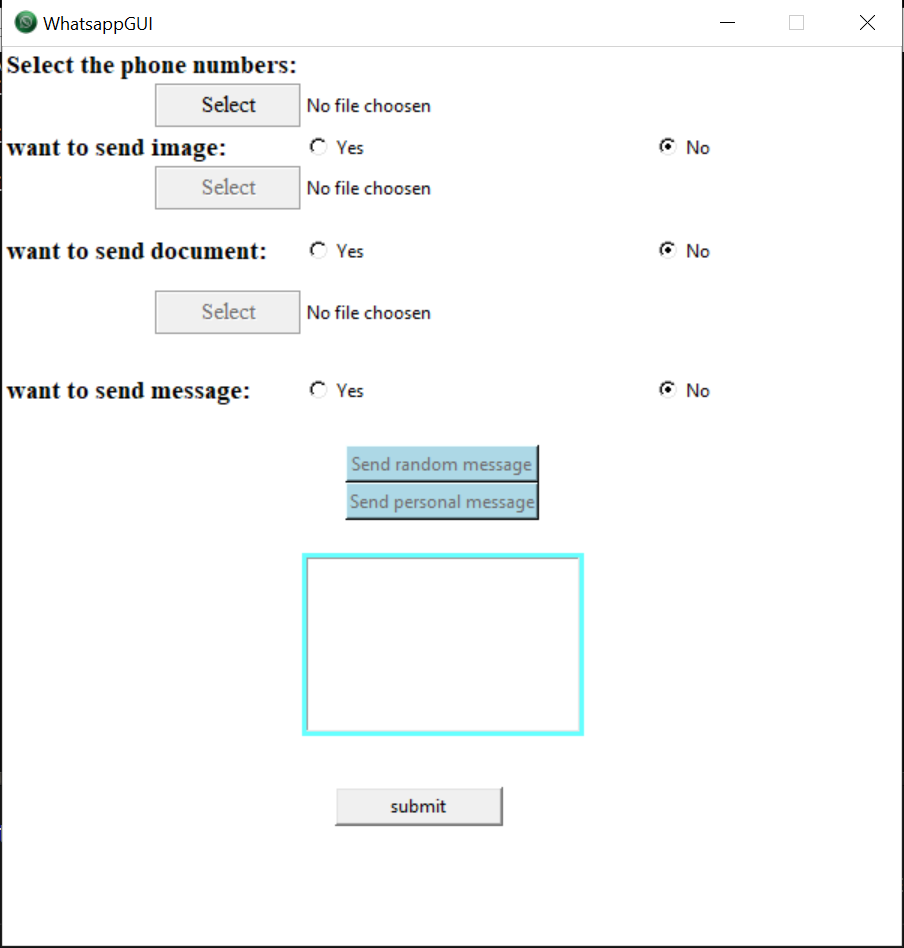 WhatsappGUI
Select the phone numbers:
Select No file choosen
want to send image: Yes No
Select No file choosen
want to send document: Yes No
Select No file choosen
want to send message: Yes No
Send random message
Send personal message
submit